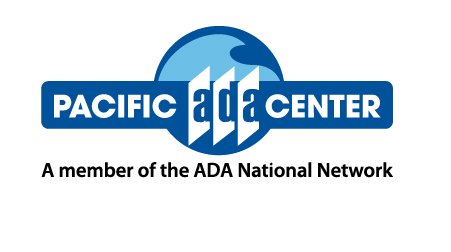 PACIFIC ada CENTER
A member of the ADA National Network